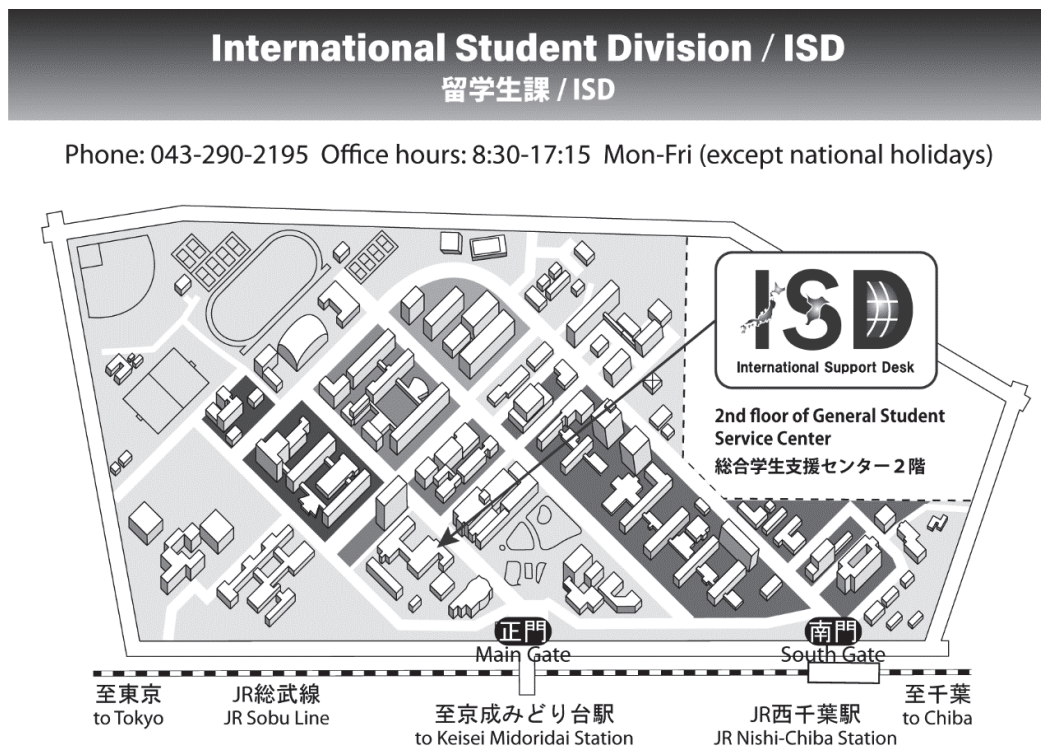 International Student Division / ISD
留学生課 / ISD
Phone: 043-290-2195 Office hours: 8:30-17:15 Mon-Fri (except national holidays)
ISD
International Support Desk
2nd floor of General Student
Service Center
総合学生支援センター２階
正門
Main Gate
南門
South Gate
至東京
to Tokyo
JR総武線
JR Sobu Line
至京成みどり台駅
to Keisei Midoridai Station
JR西千葉駅
JR Nishi-Chiba Station
至千葉
to Chiba